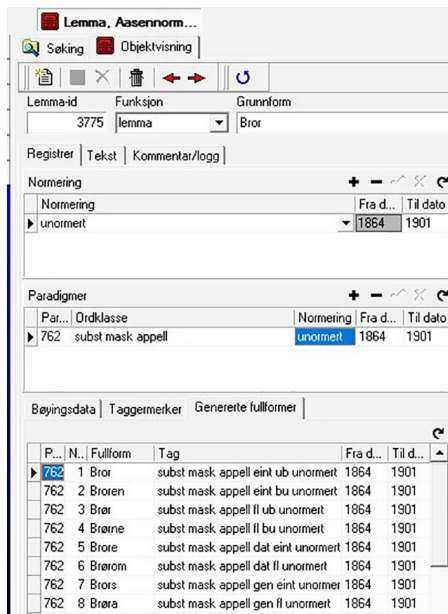 Lemma, Aasennorm...
Søking Objektvisning
Lemma-id Funksjon Grunnform
3775 lemma Bror
Registrer Tekst Kommentar/logg
Normering
Normering Fra d... Til dato
unormert 1864 1901
Paradigmer
Par... Ordklasse Normering Fra d... Til dato
762 subst mask appell unormert 1864 1901
Bøyingsdata Taggermerker Genererte fullformer
P... N.. Fullform Tag Fra d... Til d...
762 1 Bror subst mask appell eint ub unormert 1864 1901
762 2 Broren subst mask appell eint bu unormert 1864 1901
762 3 Brør subst mask appell fl ub unormert 1864 1901
762 4 Brørne subst mask appell fl bu unormert 1864 1901
762 5 Brore subst mask appell dat eint unormert 1864 1901
762 6 Brørom subst mask appell dat fl unormert 1864 1901
762 7 Brors subst mask appell gen eint unormer 1864 1901
762 8 Brøra subst mask appell gen fl unormert 1864 1901